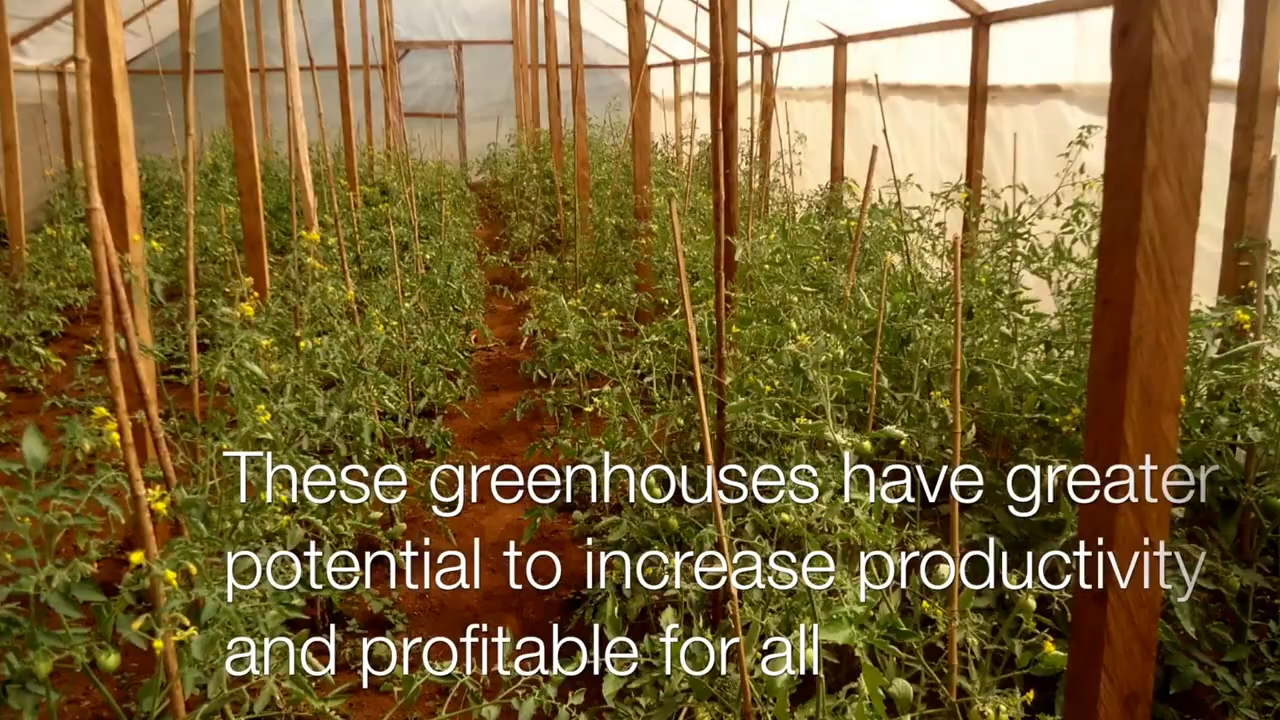 These greenhouses have greater
potential to increase productivity
and profitable for all